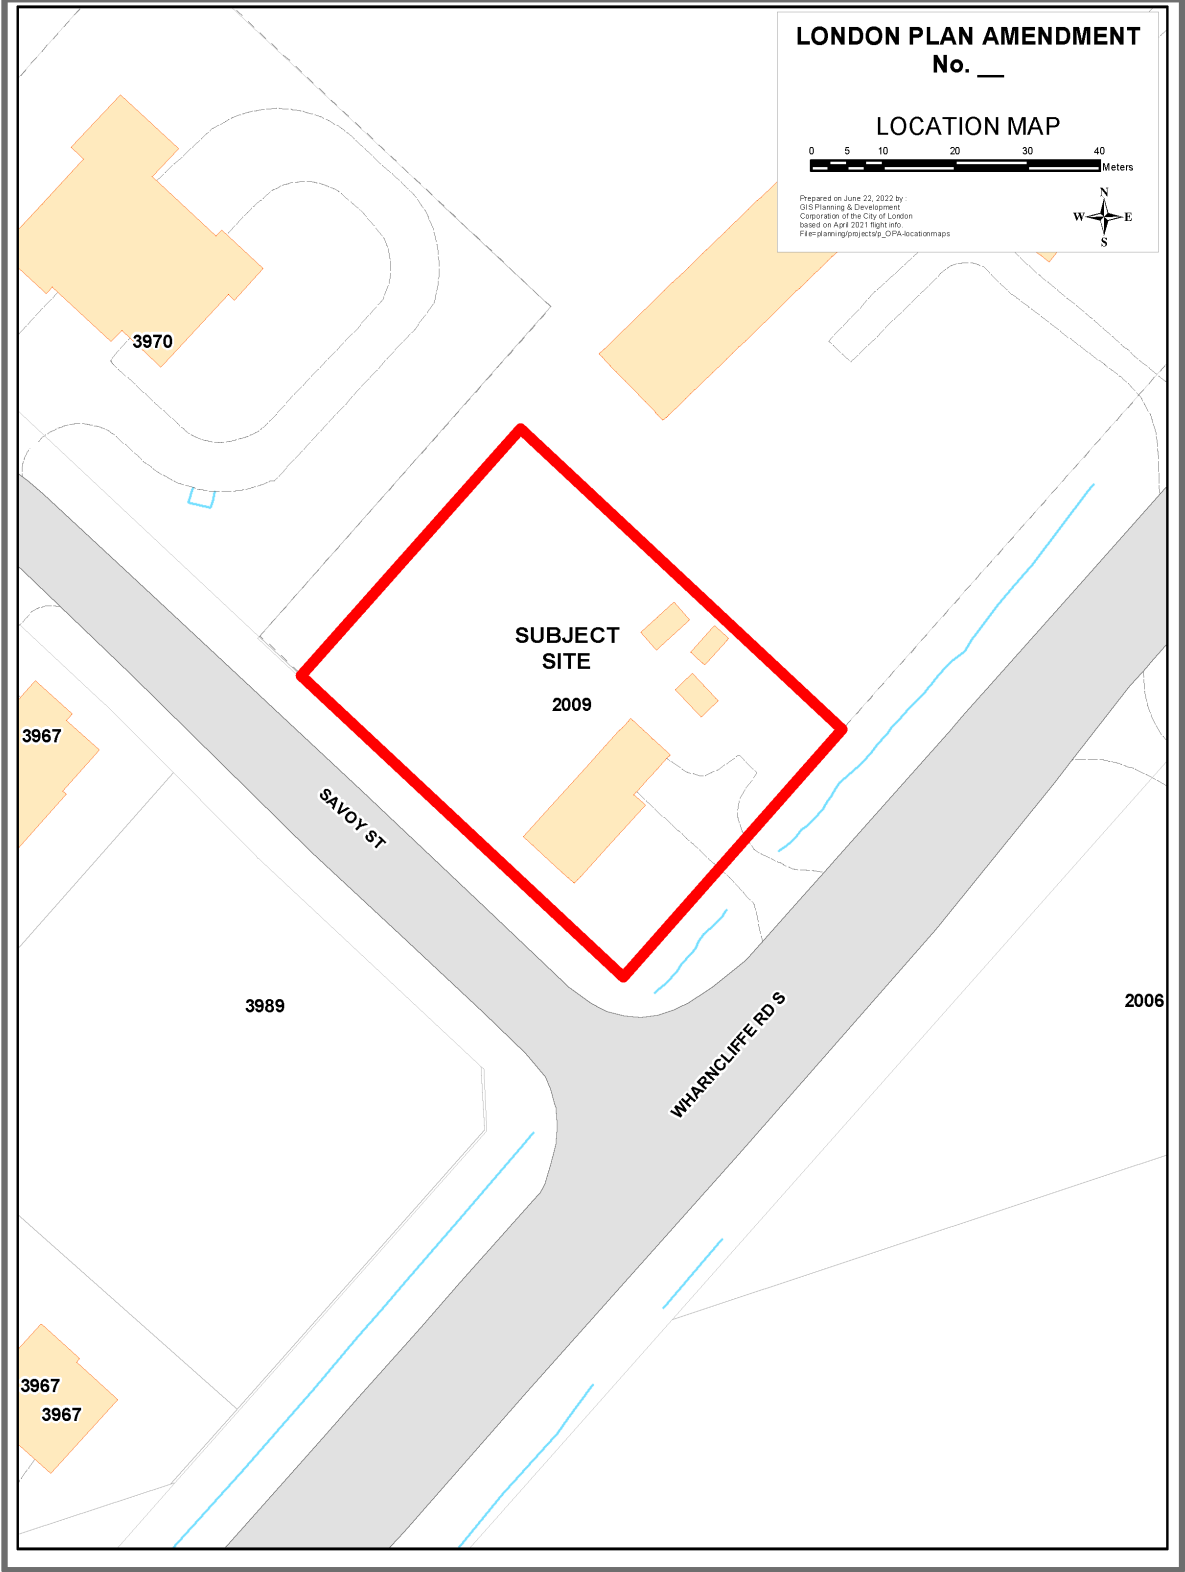 LONDON PLAN AMENDMENT
No. __
LOCATION MAP
0 5 10 20 30 40
Meters
Prepared on June 22, 2022 by :
GIS Planning & Development
Corporation of the City of London
based on April 2021 flight info.
File=planning/projects/p_OPA-locationmaps
N
W E
S
3970
SUBJECT
SITE
2009
3967
SAVOY ST
3989
2006
WHARNCLIFFE RD S
3967
3967